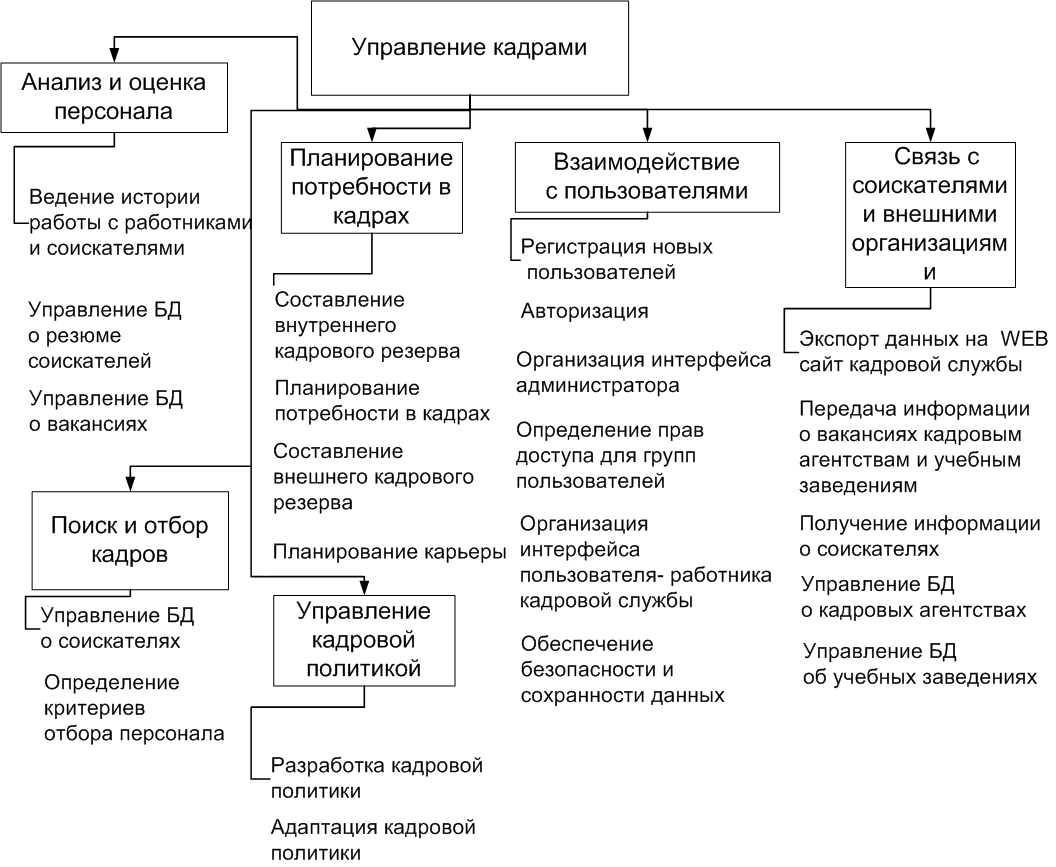 Управление кадрами
Анализ и оценка
персонала
Ведение истории
работы с работниками
и соискателями
Управление БД
о резюме
соискателей
Управление БД
о вакансиях
Поиск и отбор
кадров
Управление БД
о соискателях
Определение
критериев
отбора персонала
Планирование
потребности в
кадрах
Составление
внутреннего
кадрового резерва
Планирование
потребности в кадрах
Составление
внешнего кадрового
резерва
Планирование карьеры
Управление
кадровой
политикой
Разработка кадровой
политики
Адаптация кадровой
политики
Взаимодействие
с пользователями
Регистрация новых
пользователей
Авторизация
Организация интерфейса
администратора
Определение прав
доступа для групп
пользователей
Организация
интерфейса
пользователя- работника
кадровой службы
Обеспечение
безопасности и
сохранности данных
Связь с
соискателями
и внешними
организациям
и
Экспорт данных на WEB
сайт кадровой службы
Передача информации
о вакансиях кадровым
агентствам и учебным
заведениям
Получение информации
о соискателях
Управление БД
о кадровых агентствах
Управление БД
об учебных заведениях